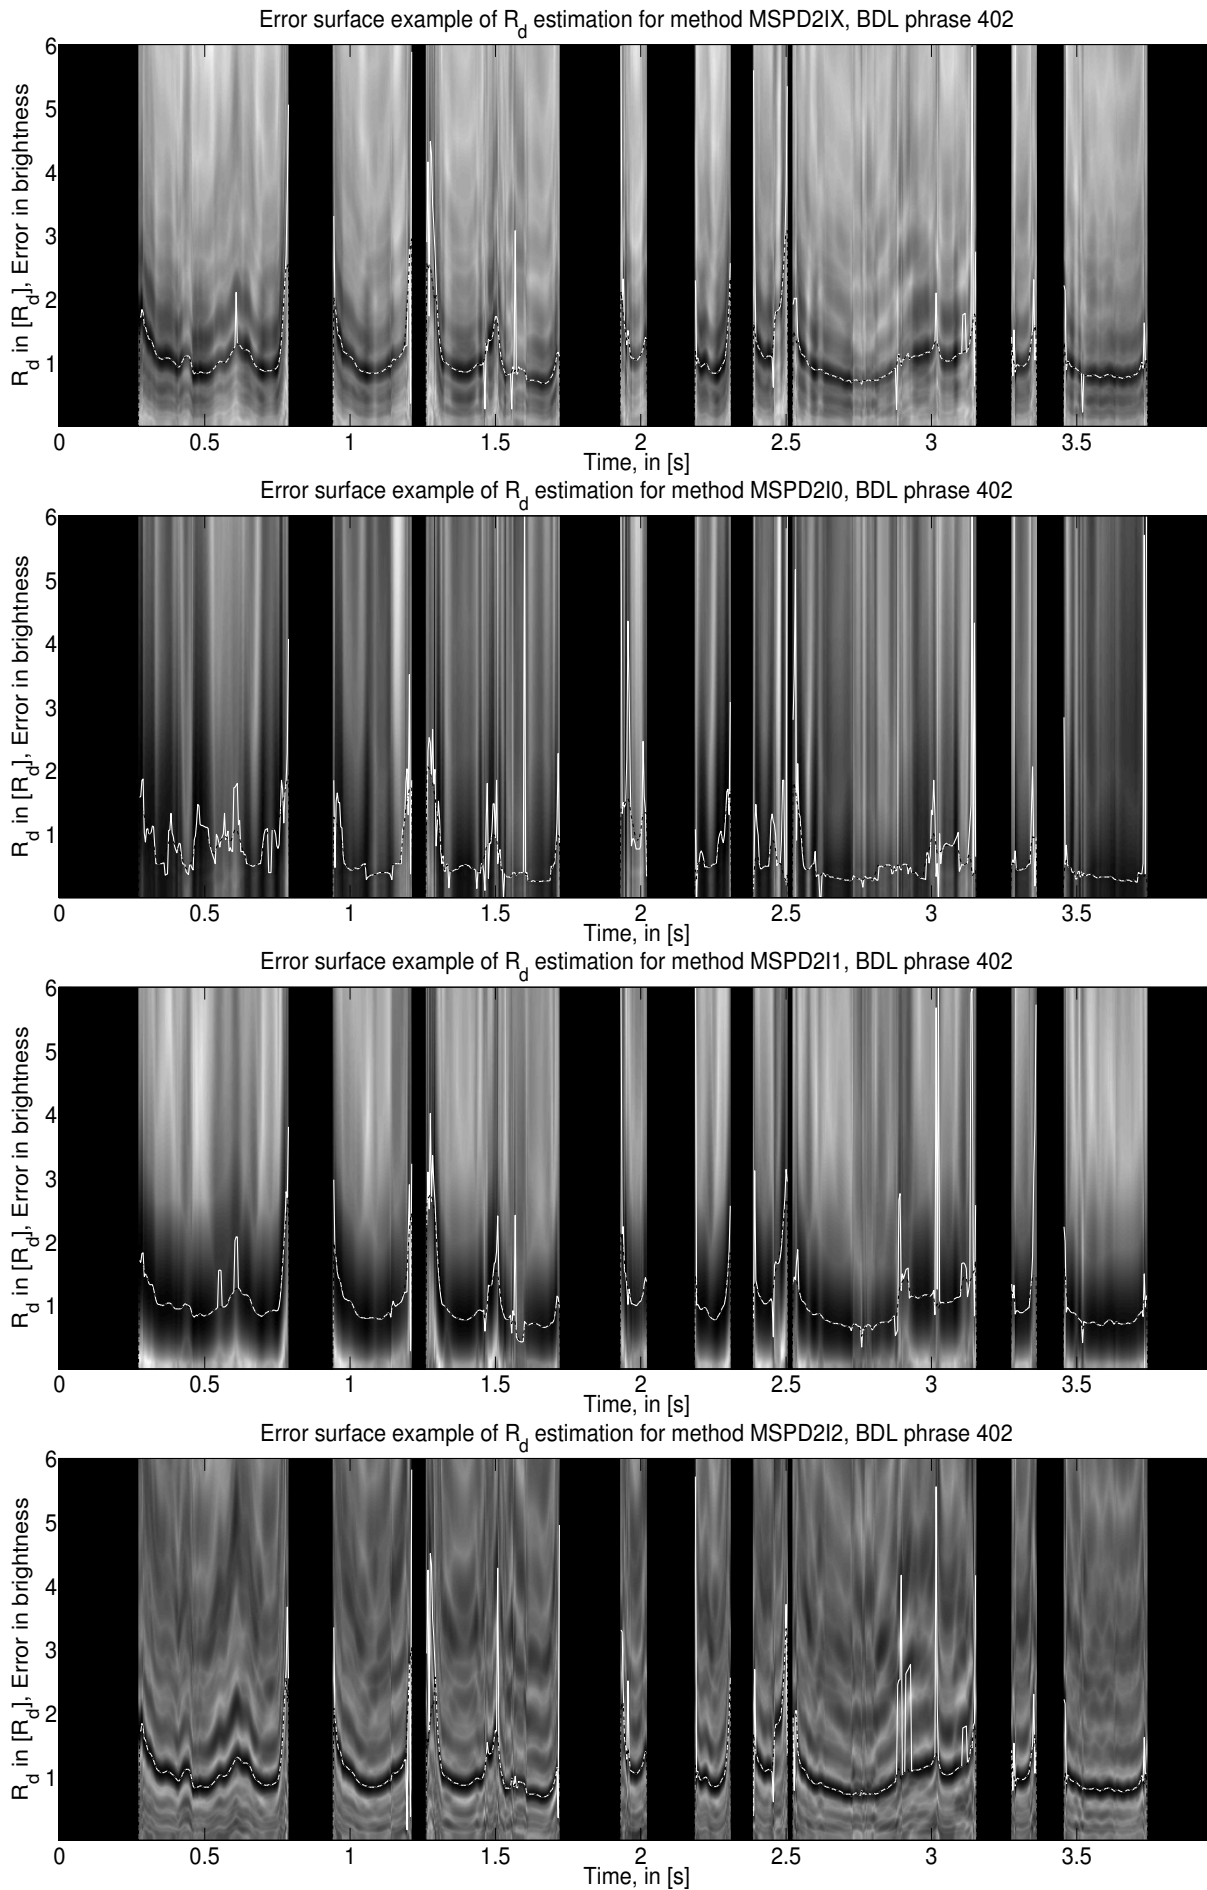 Error surface example of R_d estimation for method MSPD2IX, BDL phrase 402
R_d in [R_d], Error in brightness
6
5
4
3
2
1
0 0.5 1 1.5 2 2.5 3 3.5
Time, in [s]
Error surface example of R_d estimation for method MSPD2I0, BDL phrase 402
R_d in [R_d], Error in brightness
6
5
4
3
2
1
0 0.5 1 1.5 2 2.5 3 3.5
Time, in [s]
Error surface example of R_d estimation for method MSPD2I1, BDL phrase 402
R_d in [R_d], Error in brightness
6
5
4
3
2
1
0 0.5 1 1.5 2 2.5 3 3.5
Time, in [s]
Error surface example of R_d estimation for method MSPD2I2, BDL phrase 402
R_d in [R_d], Error in brightness
6
5
4
3
2
1
0 0.5 1 1.5 2 2.5 3 3.5
Time, in [s]